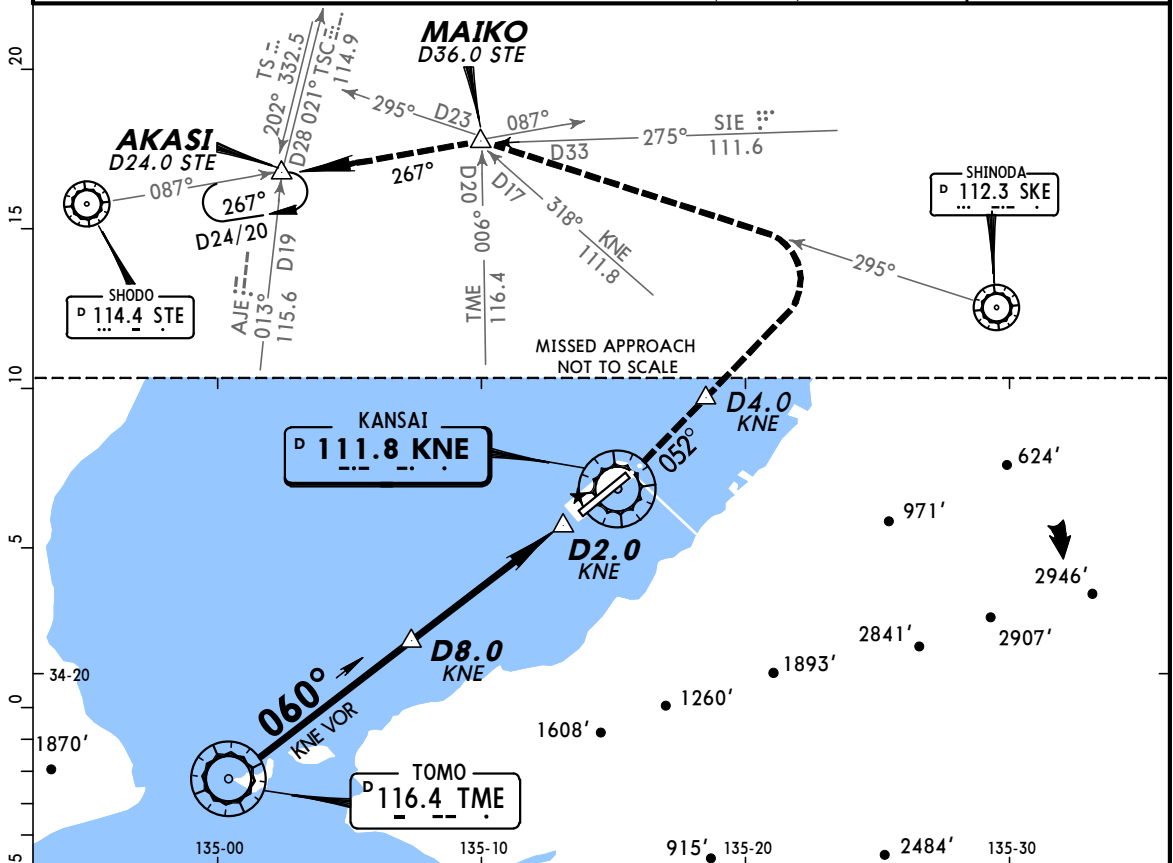 20
MAIKO
D36.0 STE
TS
332.5
202°
D28 021° TSC
114.9
295°
D23
087°
SIE
275°
111.6
D33
AKASI
D24.0 STE
087°
267°
267°
D24/20
D20
D17
318°
KNE
111.8
SHINODA
D 112.3 SKE
295°
15
SHODO
D 114.4 STE
AJE
013°
115.6 D19
009°
TME
116.4
MISSED APPROACH
NOT TO SCALE
10
KANSAI
D 111.8 KNE
D4.0
KNE
052°
624'
971'
5
D2.0
KNE
2946'
2907'
2841'
D8.0
KNE
1893'
34-20
0
060°
KNE VOR
1260'
1608'
1870'
TOMO
D 116.4 TME
135-00
135-10
915'
135-20
2484'
135-30
5